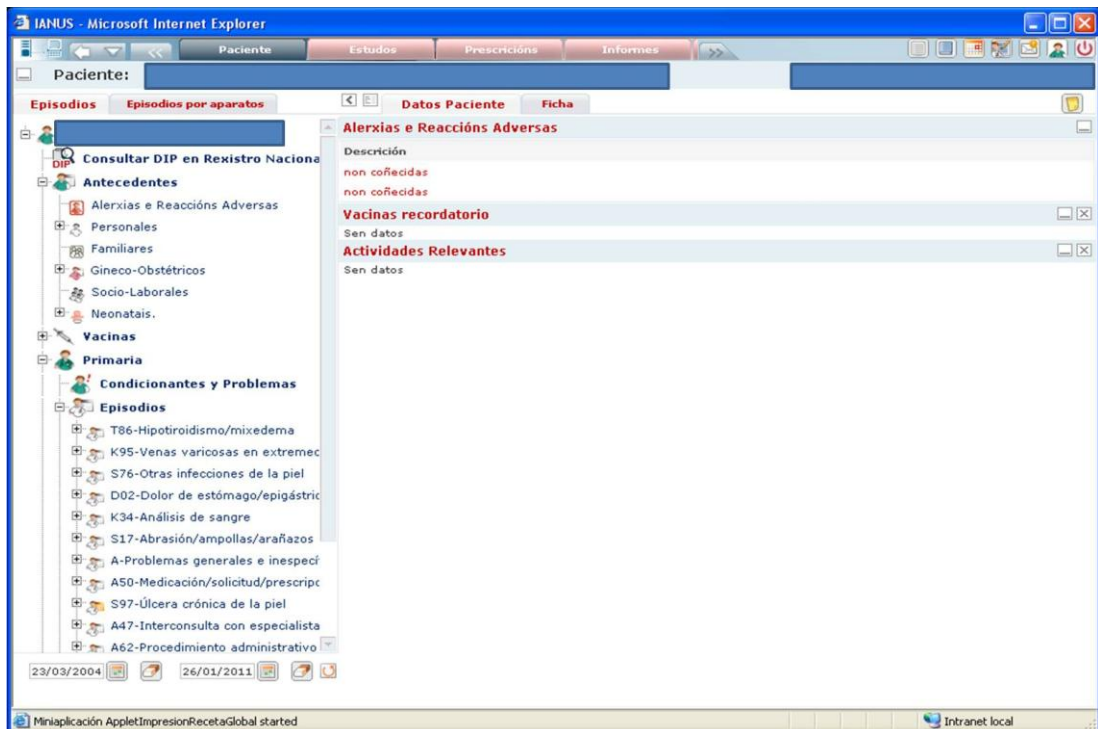 IANUS - Microsoft Internet Explorer
Paciente Estudos Prescricións Informes
Paciente:
Episodios Episodios por aparatos
Consultar DIP en Rexistro Naciona
Antecedentes
Alerxias e Reaccións Adversas
Personales
Familiares
Gineco-Obstétricos
Socio-Laborales
Neonatais.
Vacinas
Primaria
Condicionantes y Problemas
Episodios
T86-Hipotiroidismo/mixedema
K95-Venas varicosas en extremec
S76-Otras infecciones de la piel
D02-Dolor de estómago/epigástric
K34-Análisis de sangre
S17-Abrasión/ampollas/arañazos
A-Problemas generales e inespecí
A50-Medicación/solicitud/prescripc
S97-Úlcera crónica de la piel
A47-Interconsulta con especialista
A62-Procedimiento administrativo
23/03/2004 26/01/2011
Datos Paciente Ficha
Alerxias e Reaccións Adversas
Descrición
non coñecidas
non coñecidas
Vacinas recordatorio
Sen datos
Actividades Relevantes
Sen datos
Miniaplicación AppletImpresionRecetaGlobal started
Intranet local
DIP